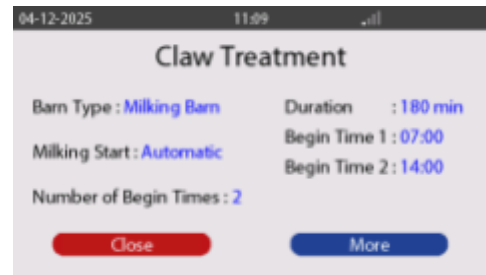 04-12-2025 11:09
Claw Treatment
Barn Type : Milking Barn
Milking Start : Automatic
Number of Begin Times : 2
Duration : 180 min
Begin Time 1 : 07:00
Begin Time 2 : 14:00
Close
More